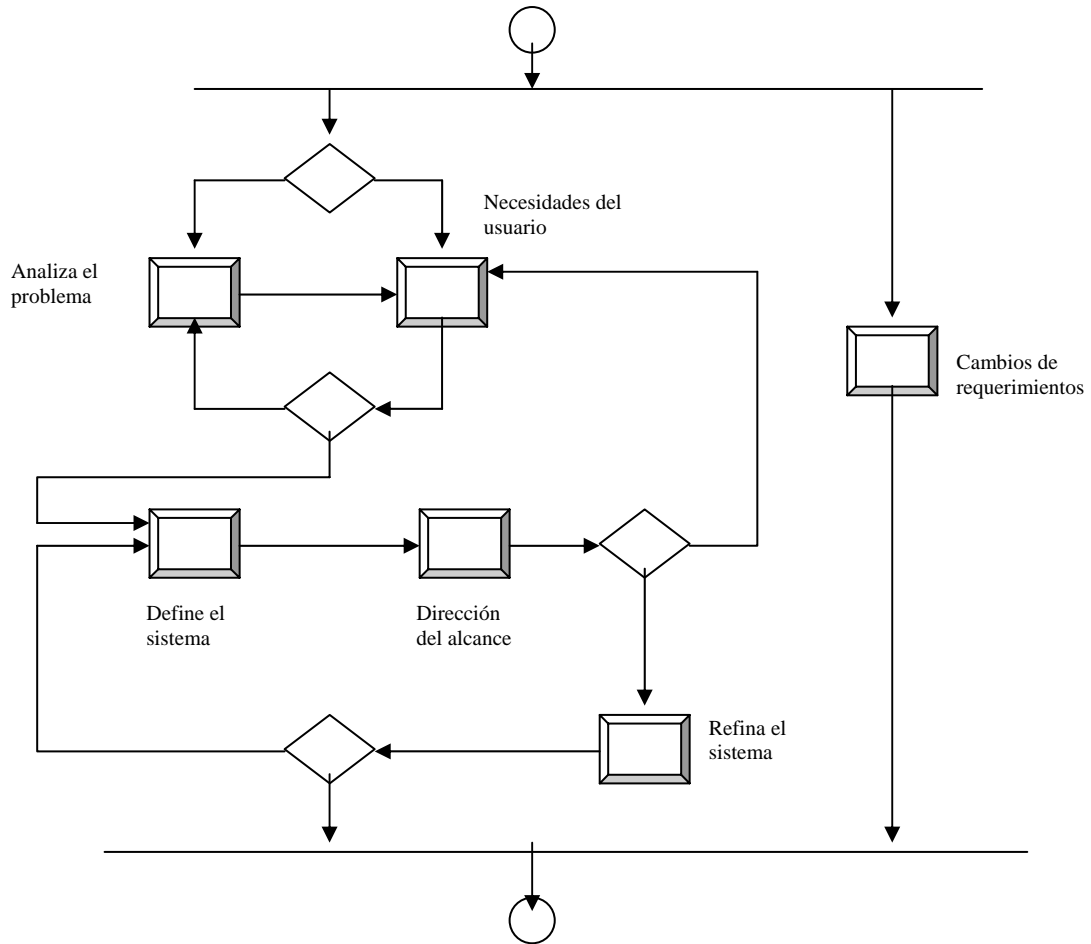 Necesidades del
usuario
Analiza el
problema
Cambios de
requerimientos
Define el
sistema
Dirección
del alcance
Refina el
sistema